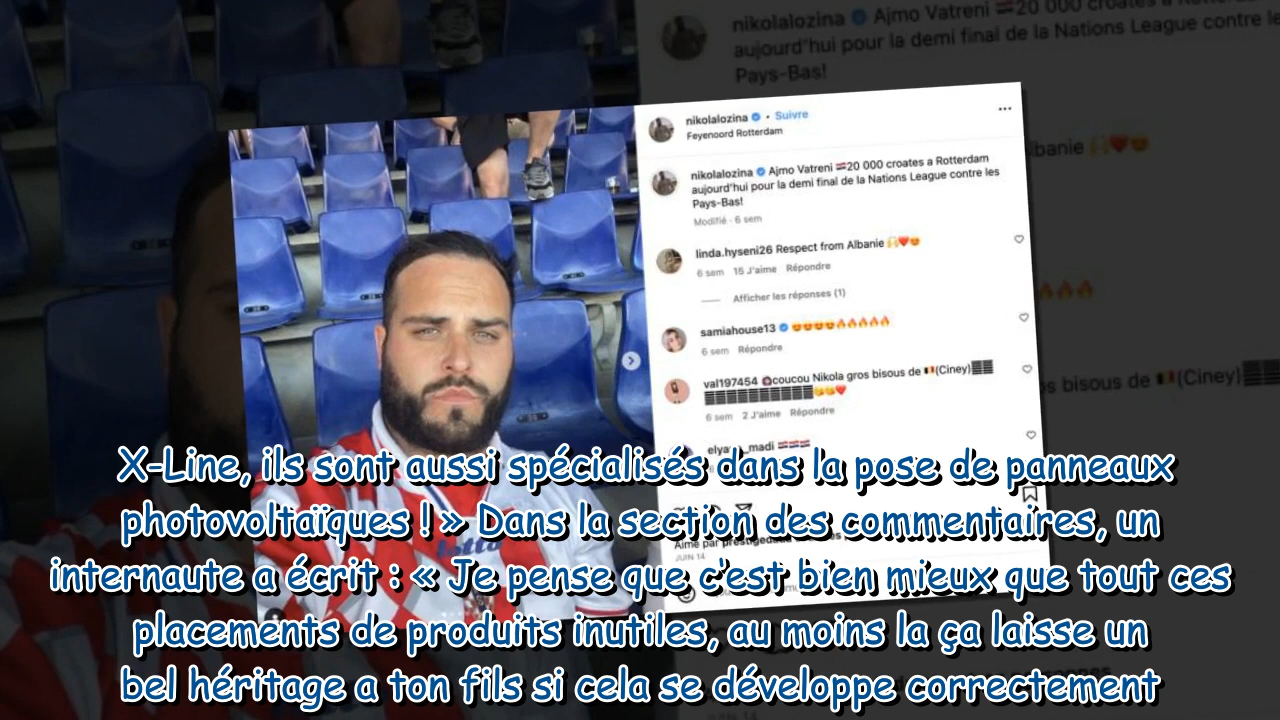 nikolalozina Ajmo Vatreni 20 000 croates a Rotterdam
aujourd'hui pour la demi final de la Nations League contre les
Pays-Bas!
nikolalozina • Suivre
Feyenoord Rotterdam
nikolalozina Ajmo Vatreni 20 000 croates a Rotterdam
aujourd'hui pour la demi final de la Nations League contre les
Pays-Bas!
Modifié · 6 sem
linda.hyseni26 Respect from Albanie
6 sem 15 J'aime Répondre
Afficher les réponses (1)
samiahouse13
6 sem Répondre
val197454 coucou Nikola gros bisous de (Ciney)
6 sem 2 J'aime Répondre
_madi
Aimé par
JUIN 14
X-Line, ils sont aussi spécialisés dans la pose de panneaux
photovoltaïques ! » Dans la section des commentaires, un
internaute a écrit : « Je pense que c'est bien mieux que tout ces
placements de produits inutiles, au moins la ça laisse un
bel héritage a ton fils si cela se développe correctement